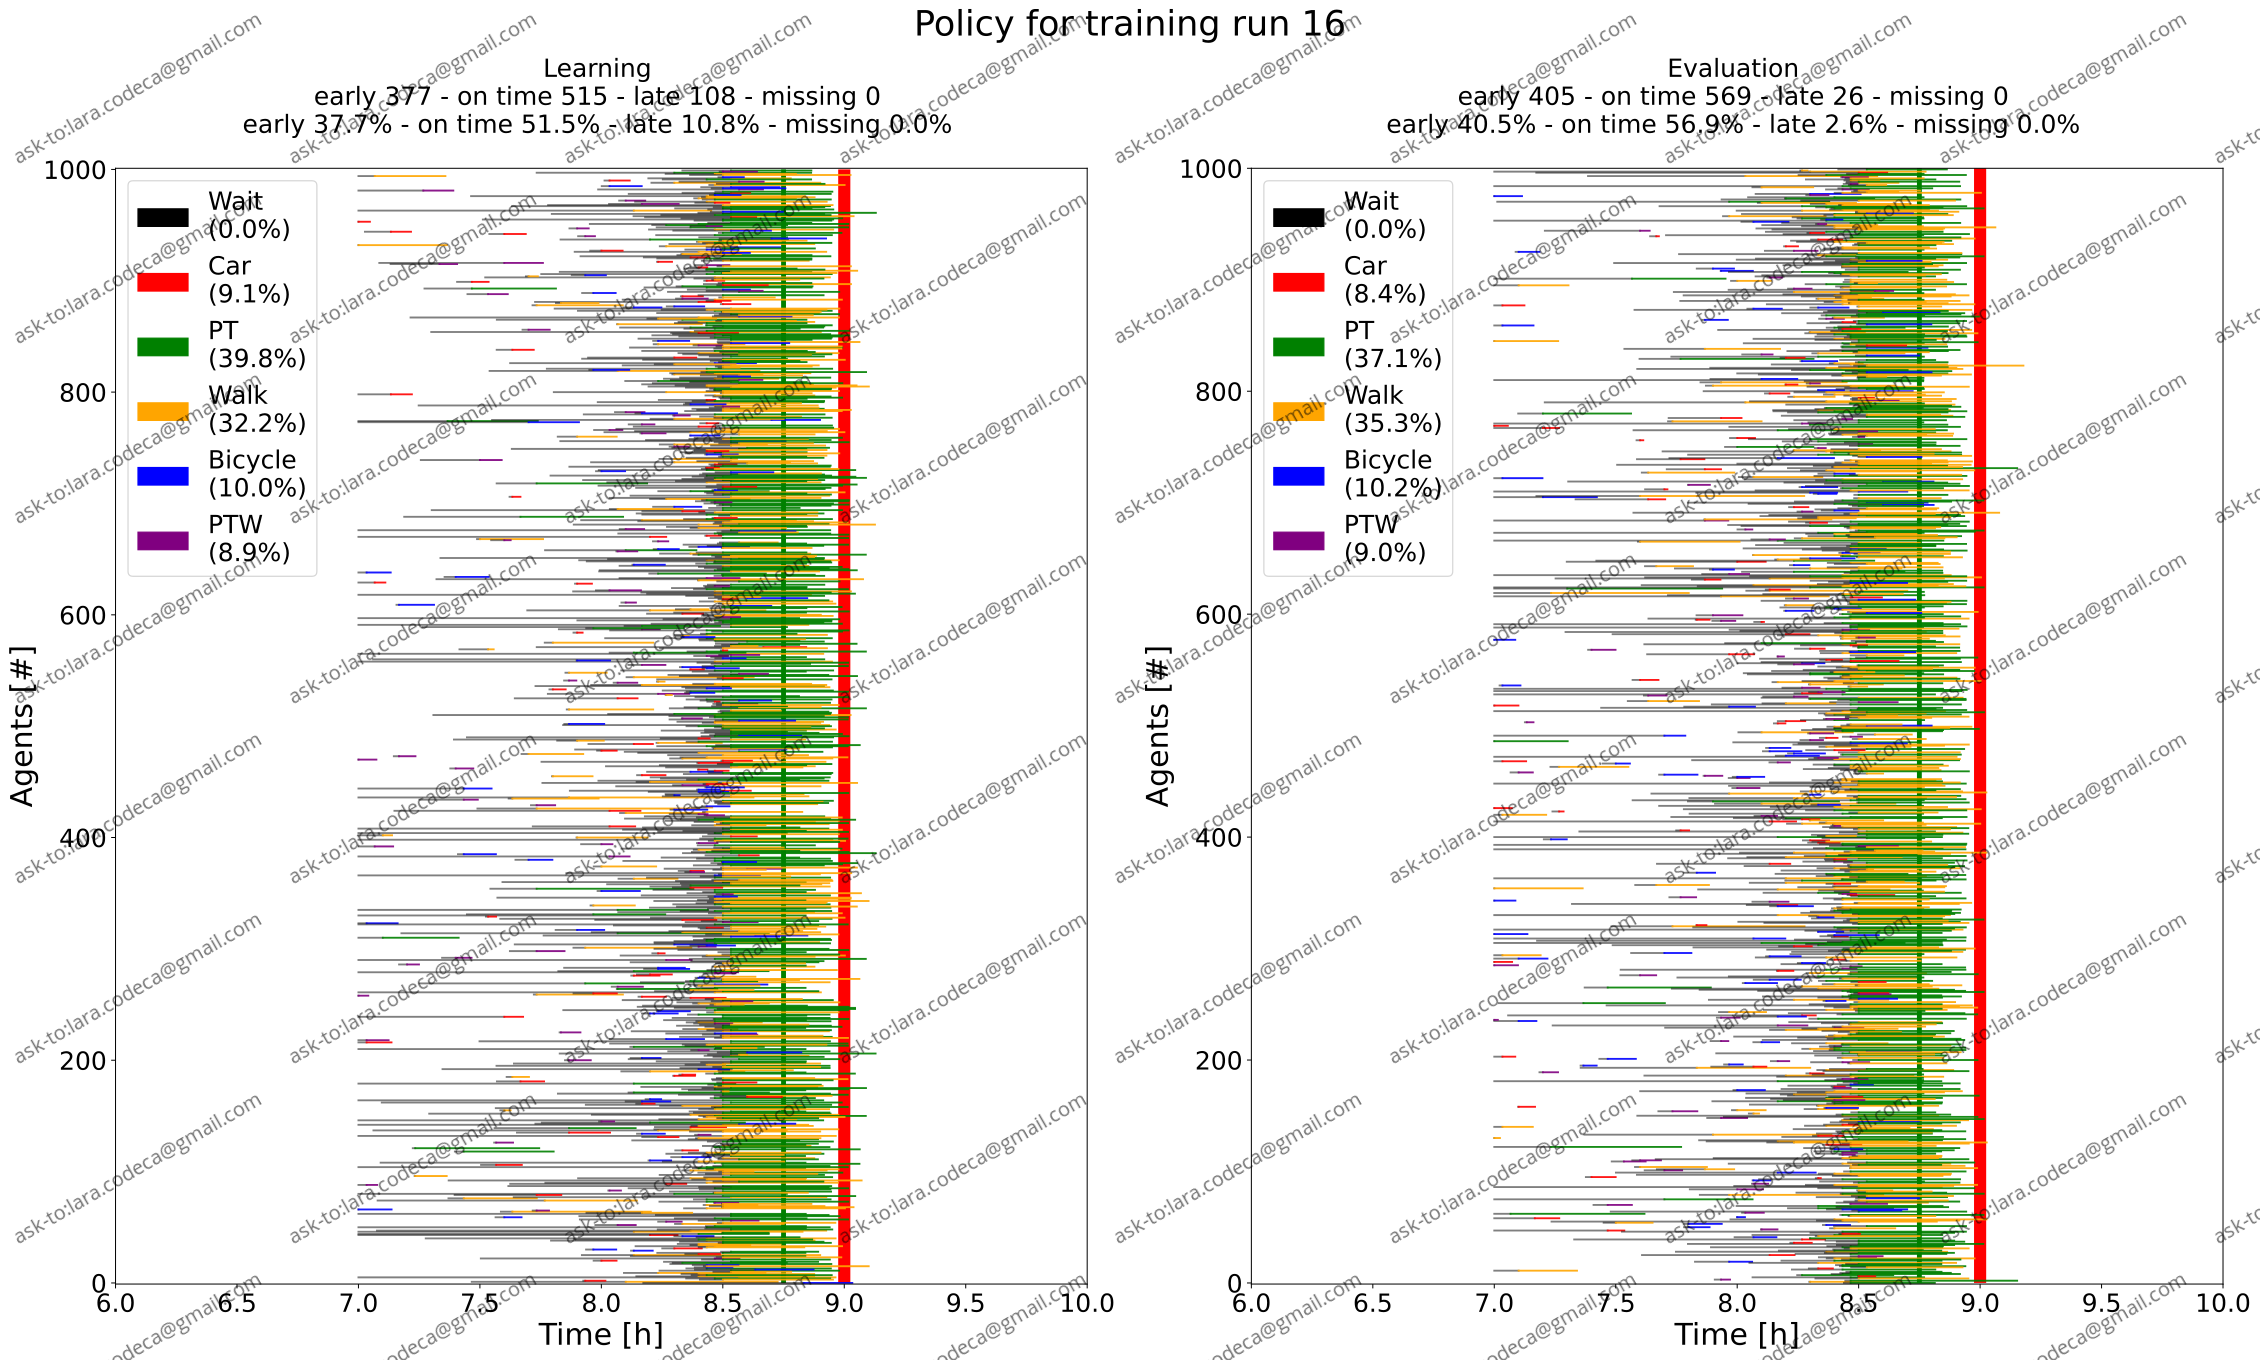 Policy for training run 16
Learning
early 377 - on time 515 - late 108 - missing 0
early 37.7% - on time 51.5% - late 10.8% - missing 0.0%
1000
800
600
400
200
0
Agents [#]
Wait
(0.0%)
Car
(9.1%)
PT
(39.8%)
Walk
(32.2%)
Bicycle
(10.0%)
PTW
(8.9%)
6.0 6.5 7.0 7.5 8.0 8.5 9.0 9.5 10.0
Time [h]
Evaluation
early 405 - on time 569 - late 26 - missing 0
early 40.5% - on time 56.9% - late 2.6% - missing 0.0%
1000
800
600
400
200
0
Agents [#]
Wait
(0.0%)
Car
(8.4%)
PT
(37.1%)
Walk
(35.3%)
Bicycle
(10.2%)
PTW
(9.0%)
6.0 6.5 7.0 7.5 8.0 8.5 9.0 9.5 10.0
Time [h]
ask-to:lara.codeca@gmail.com